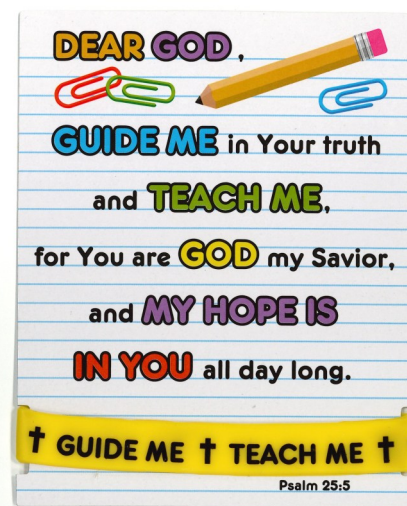 DEAR GOD,
GUIDE ME in Your truth
and TEACH ME,
for You are GOD my Savior,
and MY HOPE IS
IN YOU all day long.
✝ GUIDE ME ✝ TEACH ME ✝
Psalm 25:5